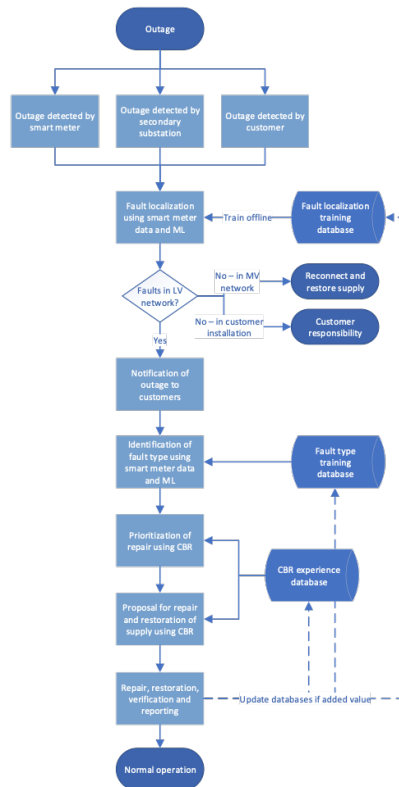 Outage
Outage detected by
smart meter
Outage detected by
secondary
substation
Outage detected by
customer
Fault localization
using smart meter
data and ML
Train offline
Fault localization
training
database
Faults in LV
network?
No – in MV
network
Reconnect and
restore supply
No – in customer
installation
Customer
responsibility
Yes
Notification of
outage to
customers
Identification of
fault type using
smart meter data
and ML
Fault type
training
database
Prioritization of
repair using CBR
CBR experience
database
Proposal for repair
and restoration of
supply using CBR
Repair, restoration,
verification and
reporting
Update databases if added value
Normal operation